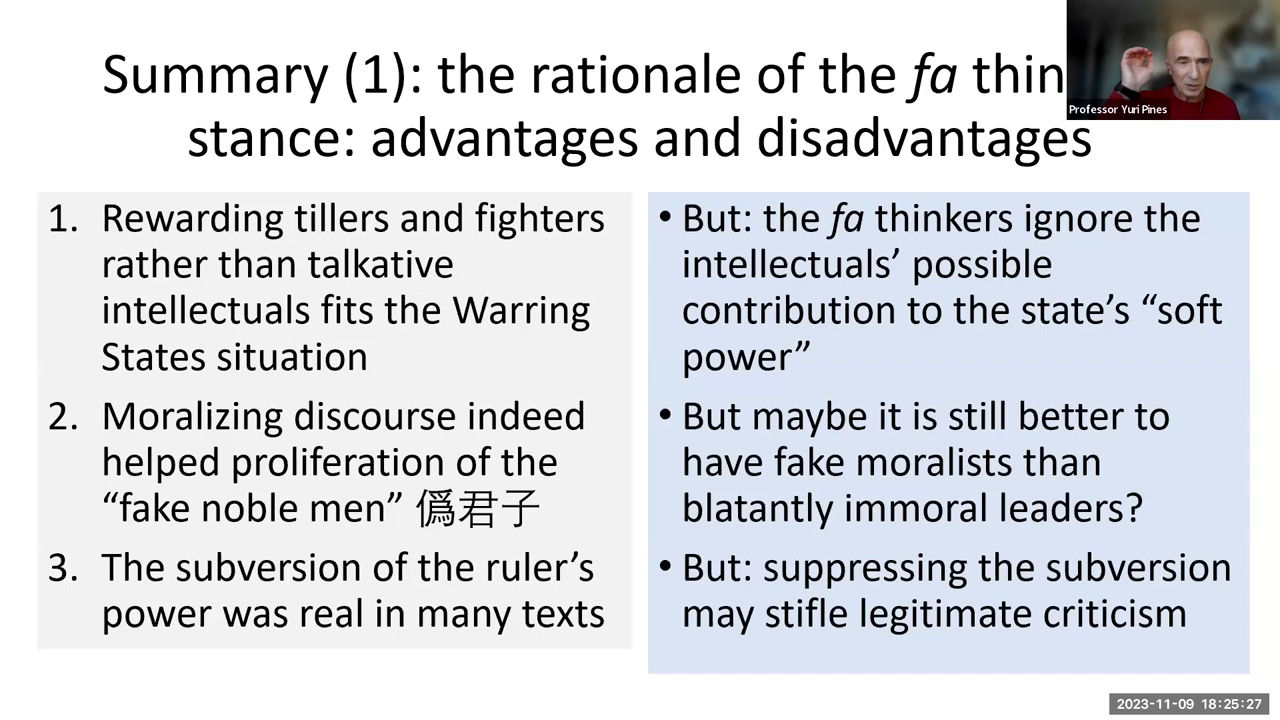 Summary (1): the rationale of the fa thin
stance: advantages and disadvantages
Professor Yuri Pines
1. Rewarding tillers and fighters
rather than talkative
intellectuals fits the Warring
States situation
2. Moralizing discourse indeed
helped proliferation of the
“fake noble men” 僞君子
3. The subversion of the ruler’s
power was real in many texts
• But: the fa thinkers ignore the
intellectuals’ possible
contribution to the state’s “soft
power”
• But maybe it is still better to
have fake moralists than
blatantly immoral leaders?
• But: suppressing the subversion
may stifle legitimate criticism
2023-11-09 18:25:27